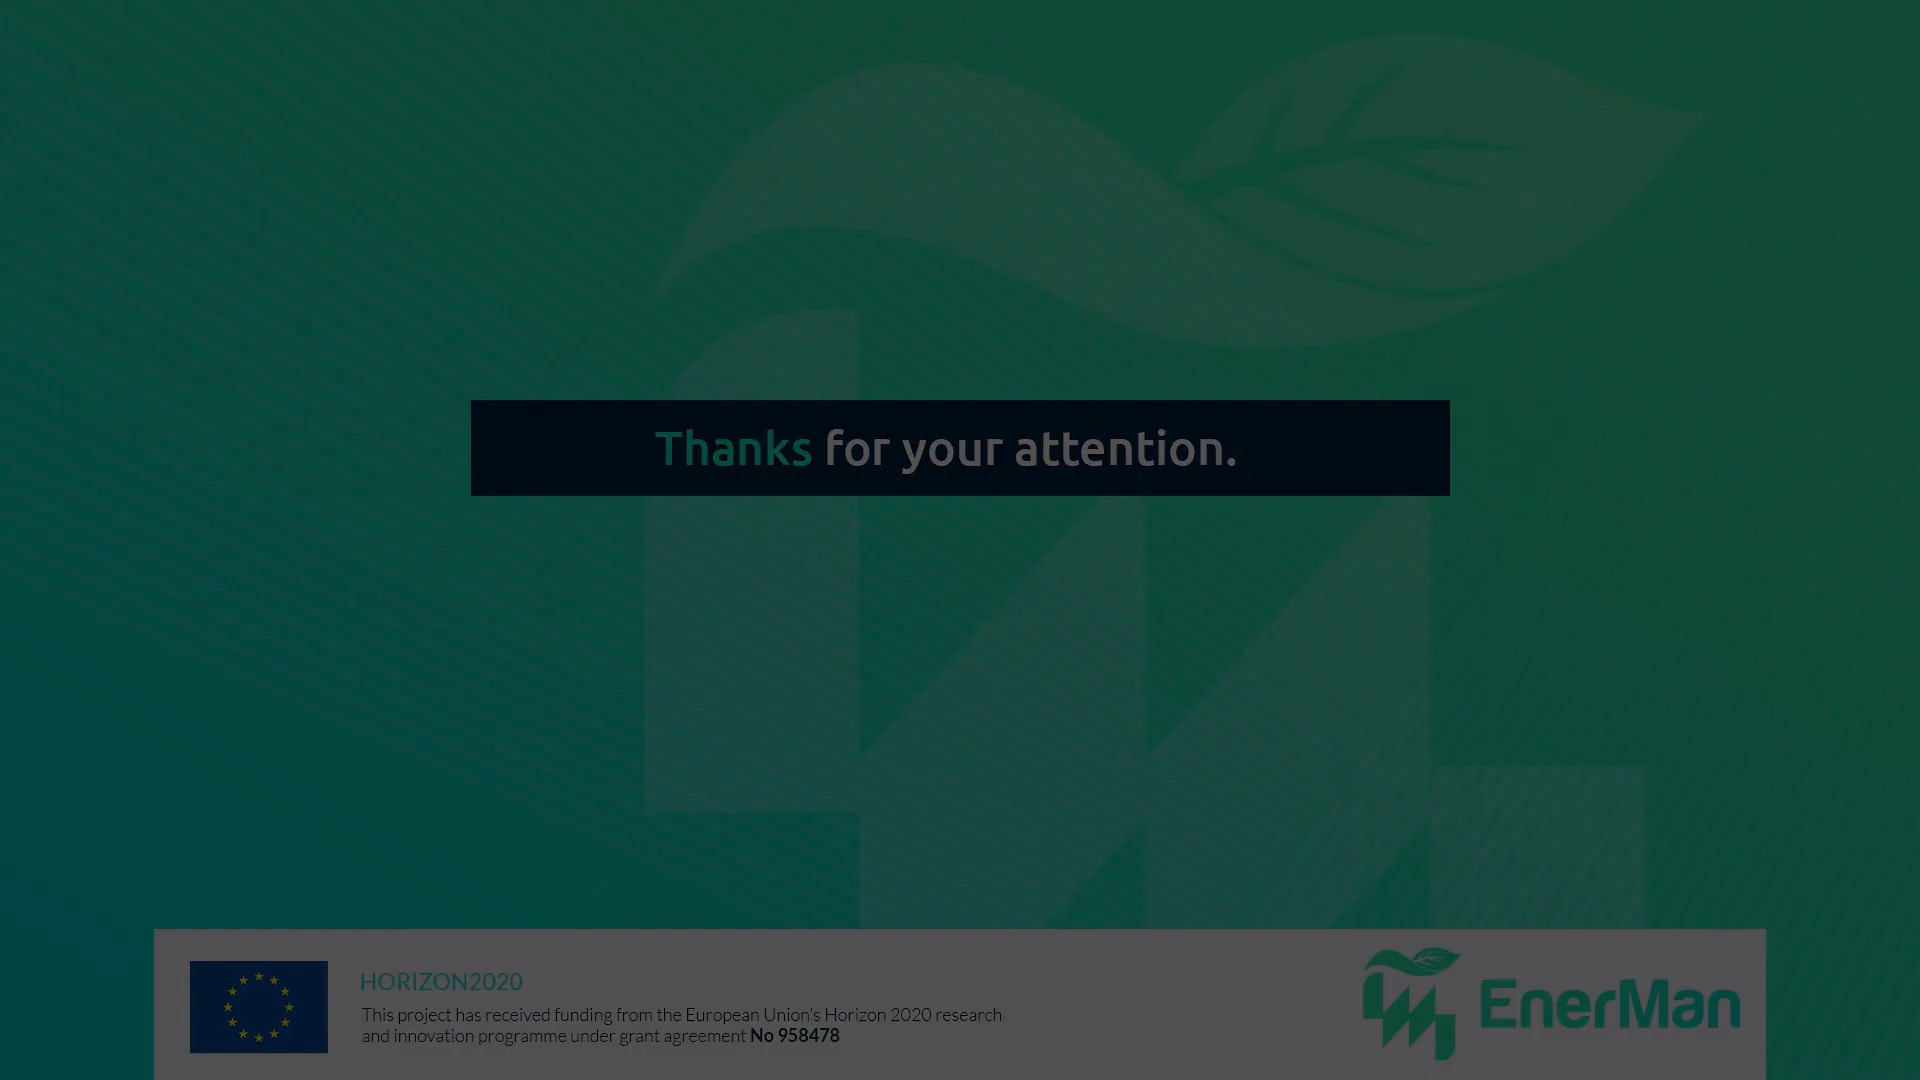 Thanks for your attention.
HORIZON2020
This project has received funding from the European Union's Horizon 2020 research
and innovation programme under grant agreement No 958478
EnerMan